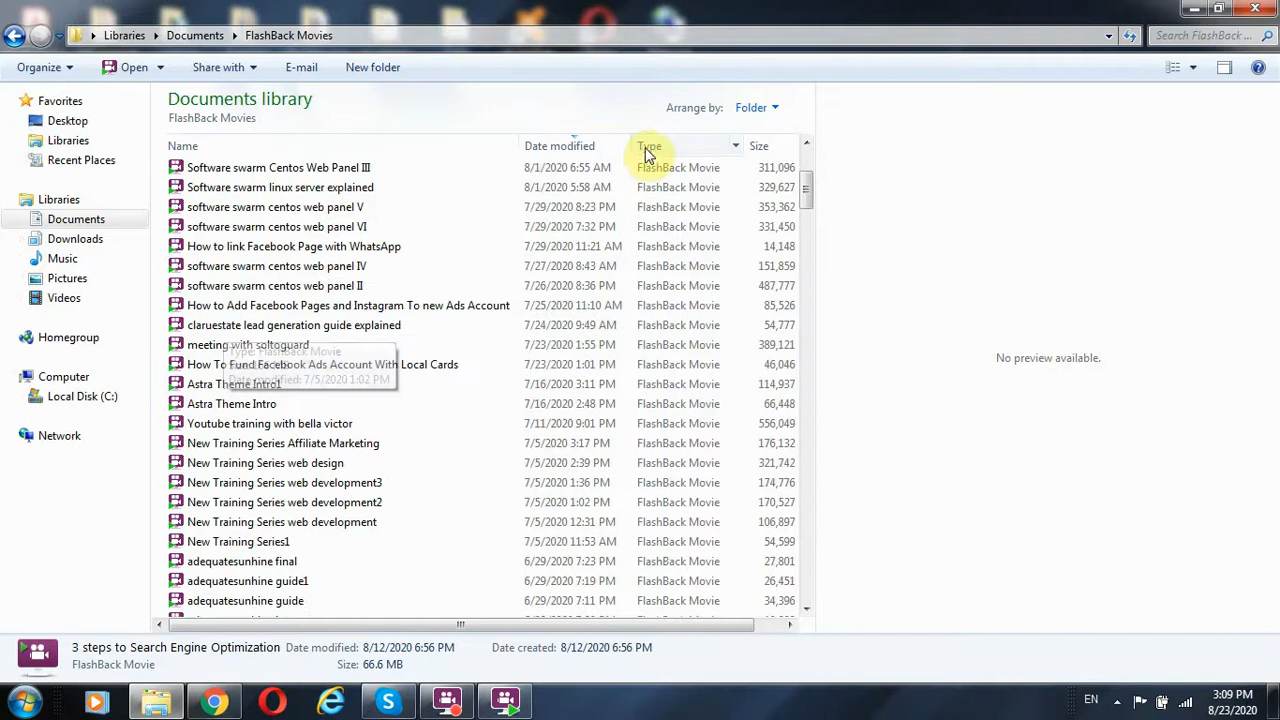 Libraries Documents FlashBack Movies Search FlashBack ...
Organize Open Share with E-mail New folder
Favorites
Desktop
Libraries
Recent Places
Libraries
Documents
Downloads
Music
Pictures
Videos
Homegroup
Computer
Local Disk (C:)
Network
Documents library
FlashBack Movies
Arrange by: Folder
Name Date modified Type Size
Software swarm Centos Web Panel III 8/1/2020 6:55 AM FlashBack Movie 311,096
Software swarm linux server explained 8/1/2020 5:58 AM FlashBack Movie 329,627
software swarm centos web panel V 7/29/2020 8:23 PM FlashBack Movie 353,362
software swarm centos web panel VI 7/29/2020 7:32 PM FlashBack Movie 331,450
How to link Facebook Page with WhatsApp 7/29/2020 11:21 AM FlashBack Movie 14,148
software swarm centos web panel IV 7/27/2020 8:43 AM FlashBack Movie 151,859
software swarm centos web panel II 7/26/2020 8:36 PM FlashBack Movie 487,777
How to Add Facebook Pages and Instagram To new Ads Account 7/25/2020 11:10 AM FlashBack Movie 85,526
claruestate lead generation guide explained 7/24/2020 9:49 AM FlashBack Movie 54,777
meeting with soltoguard 7/23/2020 1:55 PM FlashBack Movie 389,121
Type: FlashBack Movie
How To Fund Facebook Ads Account With Local Cards 7/23/2020 1:01 PM FlashBack Movie 46,046
Date modified: 7/5/2020 1:02 PM
Astra Theme Intro1 7/16/2020 3:11 PM FlashBack Movie 114,937
Astra Theme Intro 7/16/2020 2:48 PM FlashBack Movie 66,448
Youtube training with bella victor 7/11/2020 9:01 PM FlashBack Movie 556,049
New Training Series Affiliate Marketing 7/5/2020 3:17 PM FlashBack Movie 176,132
New Training Series web design 7/5/2020 2:39 PM FlashBack Movie 321,742
New Training Series web development3 7/5/2020 1:36 PM FlashBack Movie 174,776
New Training Series web development2 7/5/2020 1:02 PM FlashBack Movie 170,527
New Training Series web development 7/5/2020 12:31 PM FlashBack Movie 106,897
New Training Series1 7/5/2020 11:53 AM FlashBack Movie 54,599
adequatesunhine final 6/29/2020 7:23 PM FlashBack Movie 27,801
adequatesunhine guide1 6/29/2020 7:19 PM FlashBack Movie 26,451
adequatesunhine guide 6/29/2020 7:11 PM FlashBack Movie 34,396
No preview available.
3 steps to Search Engine Optimization Date modified: 8/12/2020 6:56 PM Date created: 8/12/2020 6:56 PM
FlashBack Movie Size: 66.6 MB
EN
3:09 PM
8/23/2020